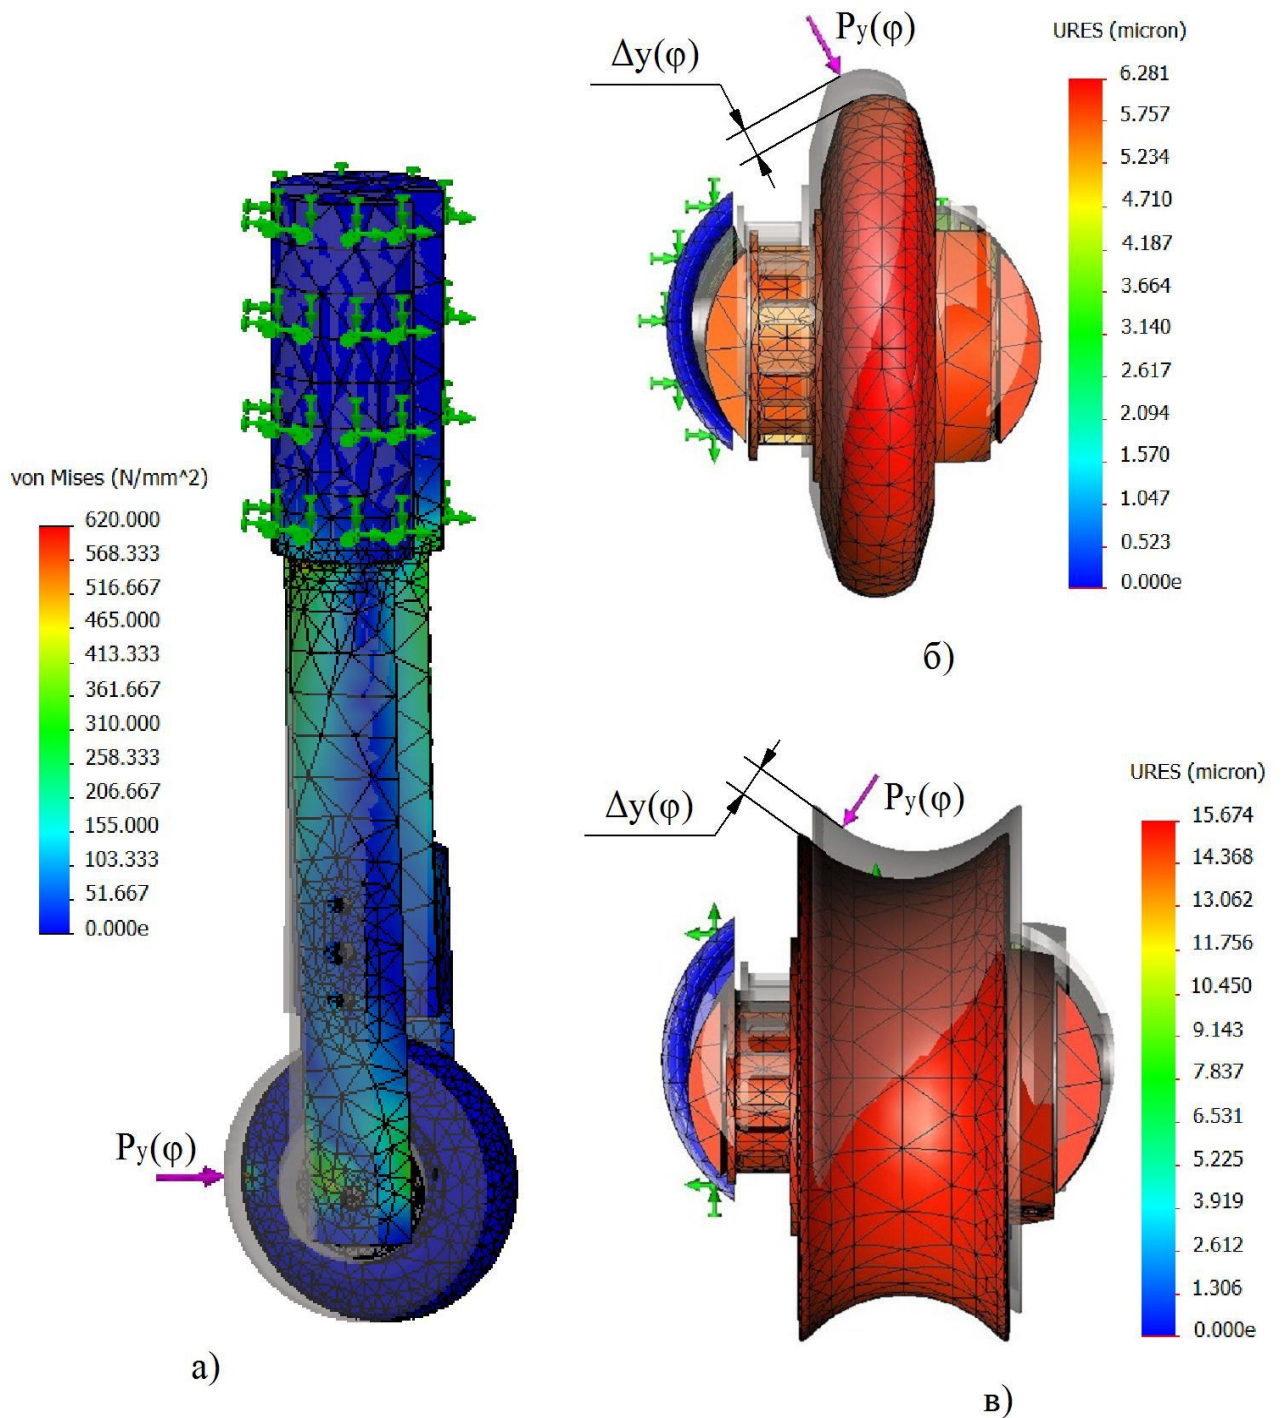 von Mises (N/mm^2)
620.000
568.333
516.667
465.000
413.333
361.667
310.000
258.333
206.667
155.000
103.333
51.667
0.000e
Py(φ)
а)
Py(φ)
Δy(φ)
URES (micron)
6.281
5.757
5.234
4.710
4.187
3.664
3.140
2.617
2.094
1.570
1.047
0.523
0.000e
б)
Py(φ)
Δy(φ)
URES (micron)
15.674
14.368
13.062
11.756
10.450
9.143
7.837
6.531
5.225
3.919
2.612
1.306
0.000e
в)